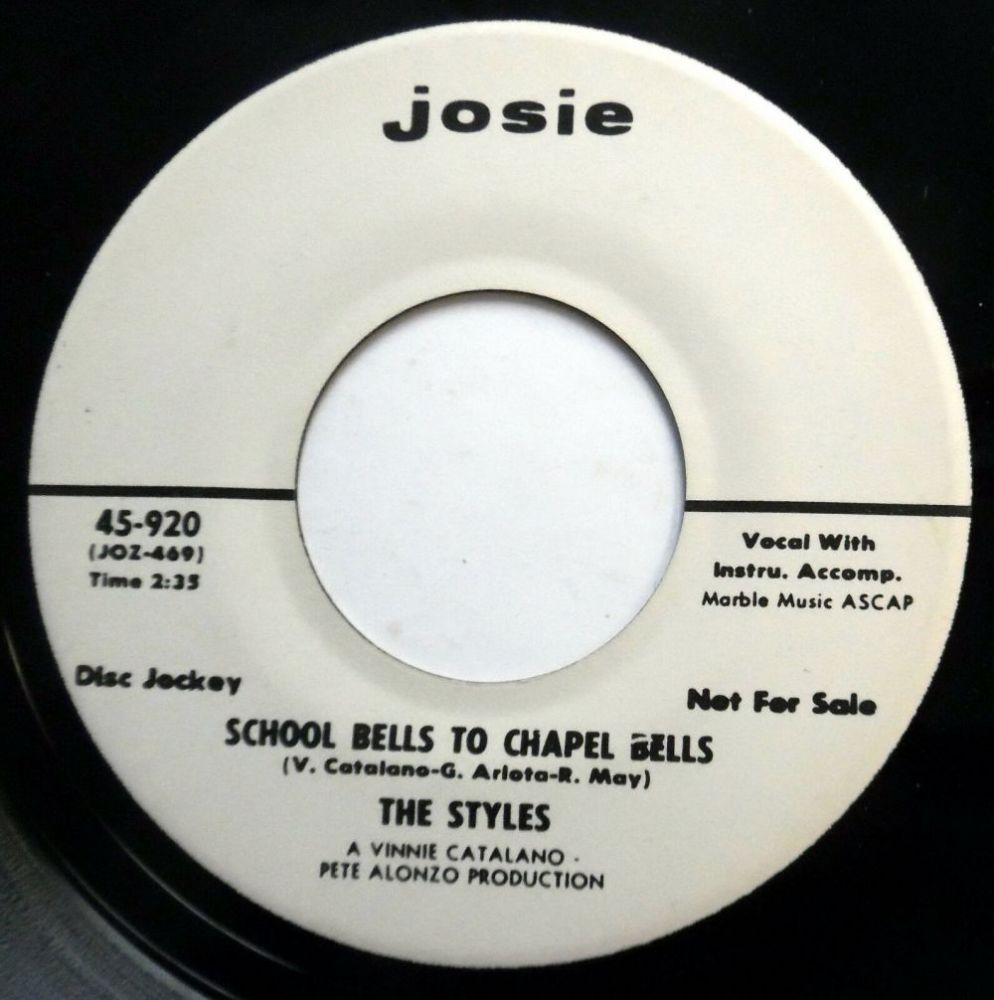 josie
45-920
(JOZ-469)
Time 2:35
Vocal With
Instru. Accomp.
Marble Music ASCAP
Disc Jockey
Not For Sale
SCHOOL BELLS TO CHAPEL BELLS
(V. Catalano-G. Arlota-R. May)
THE STYLES
A VINNIE CATALANO -
PETE ALONZO PRODUCTION